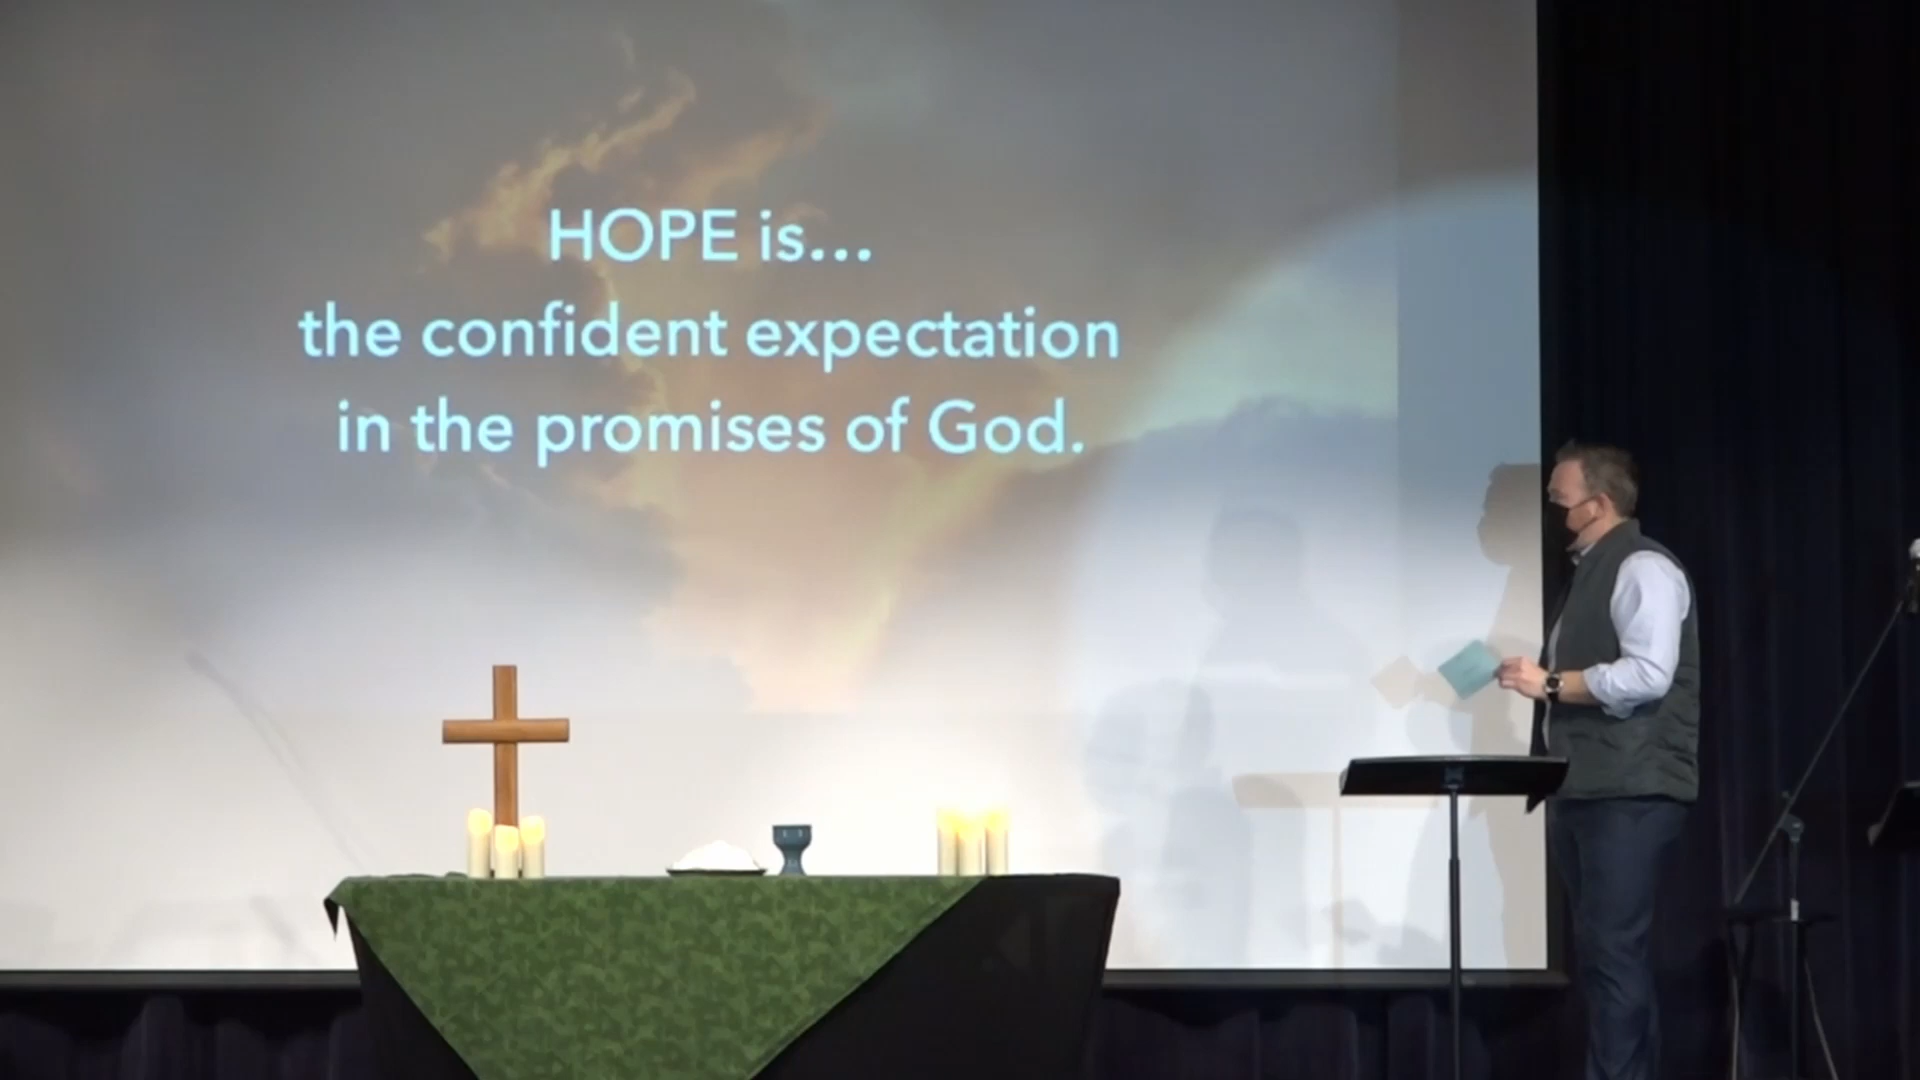 HOPE is...
the confident expectation
in the promises of God.